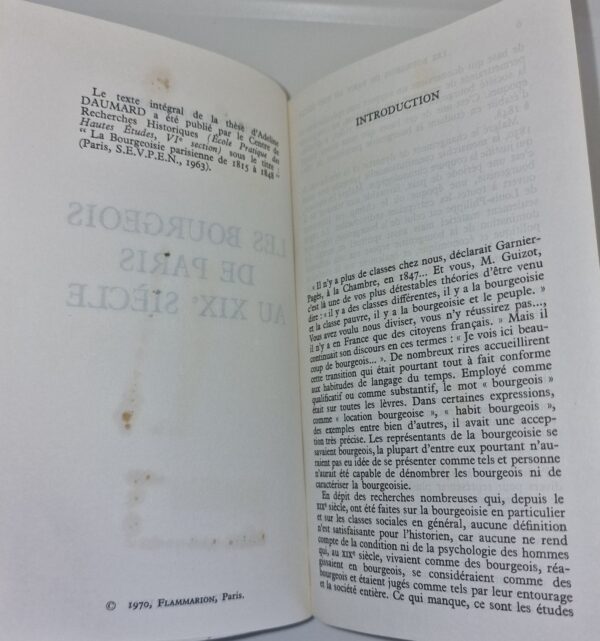 Le texte intégral de la thèse d'Adeline
DAUMARD a été publié par le Centre de
Recherches Historiques (École Pratique des
Hautes Études, VIe section) sous le titre
" La Bourgeoisie parisienne de 1815 à 1848 "
(Paris, S.E.V.P.E.N., 1963).
LES BOURGEOIS
DE PARIS
AU XIXe SIÈCLE
© 1970, FLAMMARION, Paris.
INTRODUCTION
« Il n'y a plus de classes chez nous, déclarait Garnier-
Pagès, à la Chambre, en 1847... Et vous, M. Guizot,
c'est là une de vos plus détestables théories d'être venu
dire : « il y a des classes différentes, il y a la bourgeoisie
et la classe pauvre, il y a la bourgeoisie et le peuple. »
Vous avez voulu nous diviser, vous n'y réussirez pas...,
il n'y a en France que des citoyens français. » Mais il
continuait son discours en ces termes : « Je vois ici beau-
coup de bourgeois... ». De nombreux rires accueillirent
cette transition qui était pourtant tout à fait conforme
aux habitudes de langage du temps. Employé comme
qualificatif ou comme substantif, le mot « bourgeois »
était sur toutes les lèvres. Dans certaines expressions,
comme « location bourgeoise », « habit bourgeois »,
des exemples entre bien d'autres, il avait une accep-
tion très précise. Les représentants de la bourgeoisie se
savaient bourgeois, la plupart d'entre eux pourtant n'au-
raient pas eu idée de se présenter comme tels et personne
n'aurait été capable de dénombrer les bourgeois ni de
caractériser la bourgeoisie.
En dépit des recherches nombreuses qui, depuis le
XIXe siècle, ont été faites sur la bourgeoisie en particulier
et sur les classes sociales en général, aucune définition
n'est satisfaisante pour l'historien, car aucune ne rend
compte de la condition ni de la psychologie des hommes
qui, au XIXe siècle, vivaient comme des bourgeois, réa-
gissaient en bourgeois, se considéraient comme des
bourgeois et étaient jugés comme tels par leur entourage
et la société entière. Ce qui manque, ce sont les études